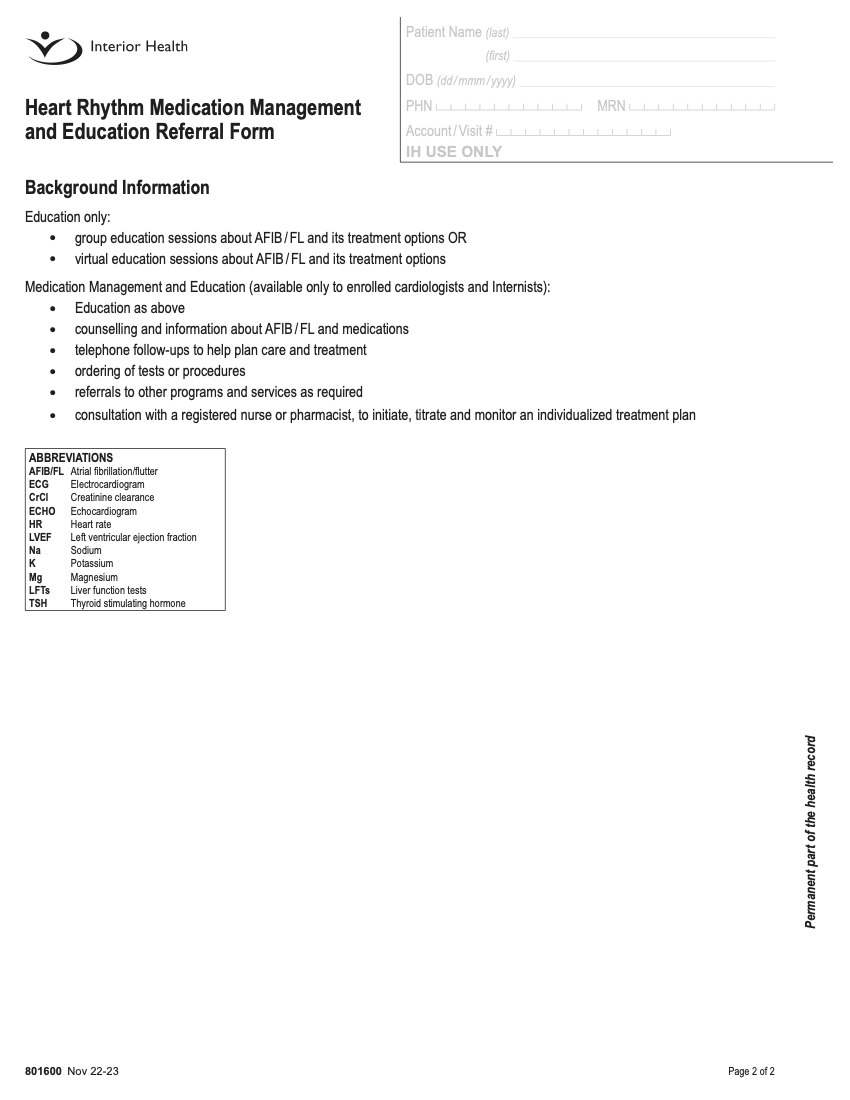 Interior Health
Heart Rhythm Medication Management
and Education Referral Form
Patient Name (last)
(first)
DOB (dd/mmm/yyyy)
PHN MRN
Account/Visit #
IH USE ONLY
Background Information
Education only:
• group education sessions about AFIB/FL and its treatment options OR
• virtual education sessions about AFIB/FL and its treatment options
Medication Management and Education (available only to enrolled cardiologists and Internists):
• Education as above
• counselling and information about AFIB/FL and medications
• telephone follow-ups to help plan care and treatment
• ordering of tests or procedures
• referrals to other programs and services as required
• consultation with a registered nurse or pharmacist, to initiate, titrate and monitor an individualized treatment plan
ABBREVIATIONS
AFIB/FL Atrial fibrillation/flutter
ECG Electrocardiogram
CrCl Creatinine clearance
ECHO Echocardiogram
HR Heart rate
LVEF Left ventricular ejection fraction
Na Sodium
K Potassium
Mg Magnesium
LFTs Liver function tests
TSH Thyroid stimulating hormone
Permanent part of the health record
801600 Nov 22-23
Page 2 of 2